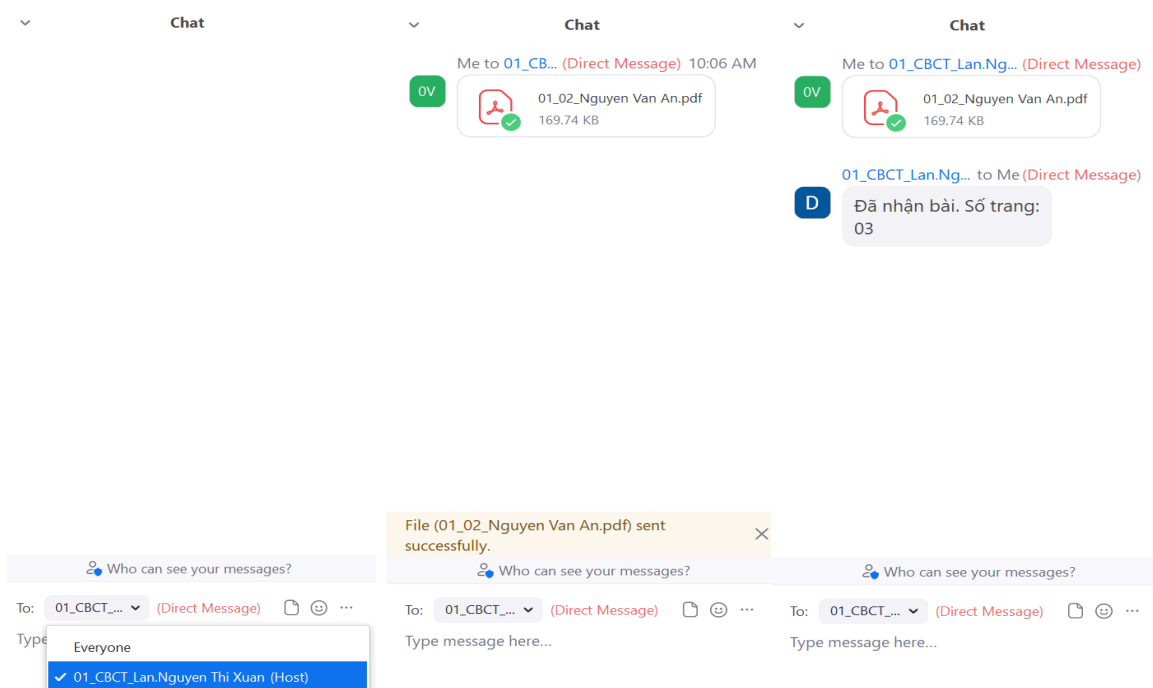 Chat
Who can see your messages?
To: 01_CBCT_... (Direct Message) ...
Type
Everyone
01_CBCT_Lan.Nguyen Thi Xuan (Host)
Chat
Me to 01_CB... (Direct Message) 10:06 AM
0V
01_02_Nguyen Van An.pdf
169.74 KB
File (01_02_Nguyen Van An.pdf) sent
successfully.
Who can see your messages?
To: 01_CBCT_... (Direct Message) ...
Type message here...
Chat
Me to 01_CBCT_Lan.Ng... (Direct Message)
0V
01_02_Nguyen Van An.pdf
169.74 KB
01_CBCT_Lan.Ng... to Me (Direct Message)
D
Đã nhận bài. Số trang:
03
Who can see your messages?
To: 01_CBCT_... (Direct Message) ...
Type message here...